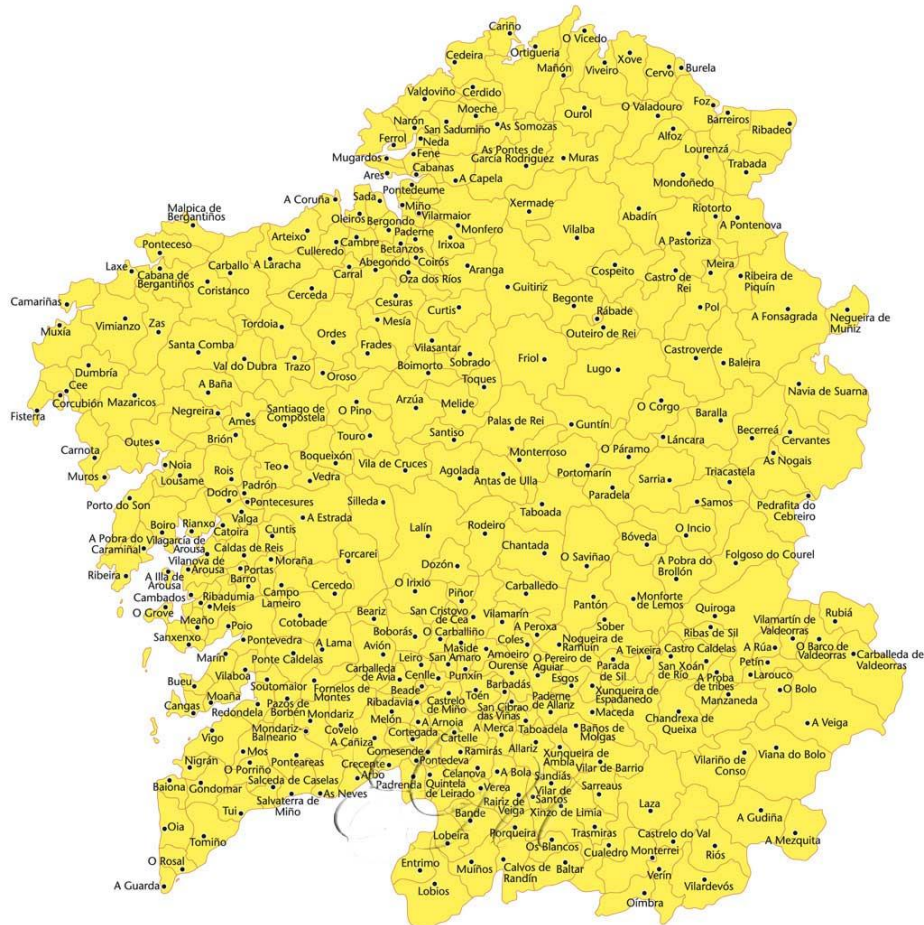 Cariño
O Vicedo
Ortigueira
Cedeira
Xove
Mañón
Viveiro
Cervo
Burela
Valdoviño
Cerdido
Moeche
Ourol
O Valadouro
Foz
Barreiros
Narón
San Sadurniño
As Somozas
Alfoz
Ribadeo
Ferrol
Neda
Mugardos
Fene
As Pontes de
García Rodríguez
Muras
Lourenzá
Trabada
Ares
Cabanas
A Capela
Mondoñedo
Pontedeume
A Coruña
Sada
Miño
Xermade
Abadín
Riotorto
A Pontenova
Malpica de
Bergantiños
Oleiros
Bergondo
Vilarmaior
Monfero
Arteixo
Paderne
Vilalba
A Pastoriza
Ponteceso
Culleredo
Cambre
Betanzos
Irixoa
Laxe
Cabana de
Bergantiños
Carballo
A Laracha
Carral
Abegondo
Coirós
Oza dos Ríos
Aranga
Cospeito
Castro de
Rei
Meira
Ribeira de
Piquín
Coristanco
Cerceda
Cesuras
Guitiriz
Camariñas
Curtis
Begonte
Rábade
Pol
A Fonsagrada
Negueira de
Muñiz
Muxía
Vimianzo
Zas
Tordoia
Mesía
Outeiro de Rei
Ordes
Santa Comba
Val do Dubra
Trazo
Frades
Vilasantar
Sobrado
Friol
Castroverde
Baleira
Dumbría
Cee
Oroso
Boimorto
Lugo
Corcubión
Mazaricos
A Baña
Toques
Navia de Suarna
Fisterra
Negreira
Ames
Santiago de
Compostela
O Pino
Arzúa
Melide
O Corgo
Baralla
Palas de Rei
Guntín
Becerreá
Cervantes
Outes
Brión
Touro
Santiso
Láncara
Carnota
As Nogais
Muros
Noia
Rois
Teo
Boqueixón
Monterroso
O Páramo
Lousame
Padrón
Vedra
Vila de Cruces
Agolada
Antas de Ulla
Portomarín
Sarria
Triacastela
Porto do Son
Dodro
Pontecesures
Silleda
Paradela
Samos
Pedrafita do
Cebreiro
Valga
Taboada
Boiro
Rianxo
Catoira
A Estrada
Rodeiro
O Incio
A Pobra do
Caramiñal
Vilagarcía de
Arousa
Cuntis
Lalín
Chantada
Bóveda
Vilanova de
Arousa
Caldas de Reis
Moraña
Forcarei
O Saviñao
Folgoso do Courel
Ribeira
A Illa de
Arousa
Portas
Dozón
A Pobra do
Brollón
Cambados
Barro
Campo
Lameiro
Cercedo
O Irixio
Carballedo
Ribadumia
Piñor
Pantón
Monforte
de Lemos
O Grove
Meis
San Cristovo
de Cea
Vilamarín
Quiroga
Rubiá
Meaño
Poio
Cotobade
Beariz
A Peroxa
Sober
Vilamartín de
Valdeorras
Sanxenxo
Pontevedra
A Lama
Avión
Boborás
O Carballiño
Coles
Nogueira de
Ramuín
A Teixeira
Ribas de Sil
Castro Caldelas
A Rúa
O Barco de
Valdeorras
Carballeda de
Valdeorras
Marín
Ponte Caldelas
Maside
Amoeiro
Leiro
San Amaro
Ourense
O Pereiro de
Aguiar
Parada
de Sil
San Xoán
de Río
Petín
Bueu
Vilaboa
Carballeda
de Avia
Cenlle
Punxín
A Proba
de tribes
Larouco
Moaña
Soutomaior
Fornelos de
Montes
Beade
Barbadás
Esgos
Xunqueira de
Espadanedo
O Bolo
Cangas
Redondela
Pazos de
Borbén
Ribadavia
Castrelo
de Miño
Toén
San Cibrao
das Viñas
Paderne
de Allariz
Manzaneda
Mondariz
Melón
Maceda
Chandrexa de
Queixa
A Veiga
Vigo
Mondariz-
Balneario
Covelo
A Arnoia
A Merca
Taboadela
Baños de
Molgas
Mos
A Cañiza
Cortegada
Cartelle
Nigrán
Ponteareas
Gomesende
Ramirás
Allariz
Xunqueira de
Ambía
Vilariño de
Conso
Viana do Bolo
O Porriño
Crecente
Pontedeva
Vilar de Barrio
Baiona
Gondomar
Salceda de Caselas
Arbo
Padrenda
Celanova
A Bola
Sandiás
Quintela
de Leirado
Verea
Vilar de
Santos
Sarreaus
Tui
Salvaterra de
Miño
As Neves
Rairiz de
Veiga
Xinzo de Limia
Laza
A Gudiña
Oia
Bande
Tomiño
Lobeira
Porqueira
Trasmiras
Castrelo do Val
A Mezquita
Os Blancos
Cualedro
Monterrei
Riós
O Rosal
Entrimo
Muíños
Calvos de
Randín
Baltar
Verín
A Guarda
Lobios
Vilardevós
Oímbra